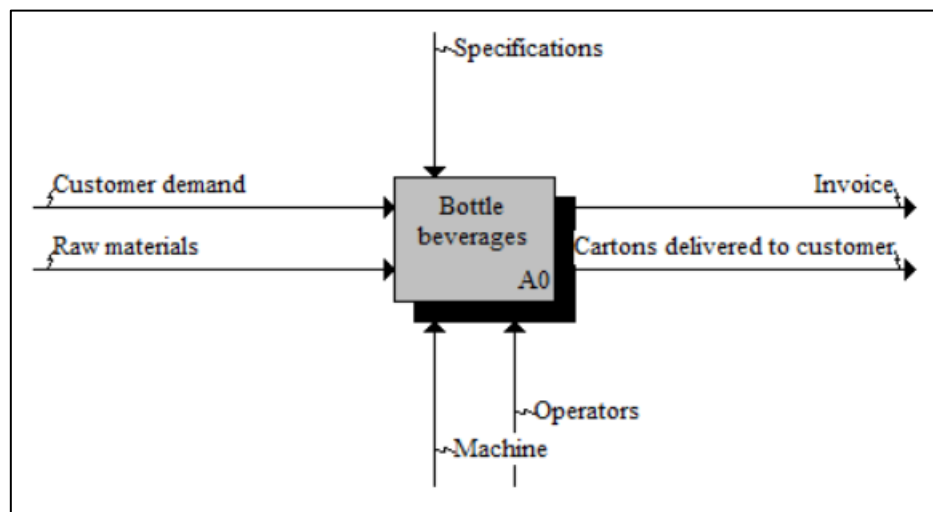 Specifications
Customer demand
Invoice
Bottle
beverages
Raw materials
Cartons delivered to customer
A0
Operators
Machine